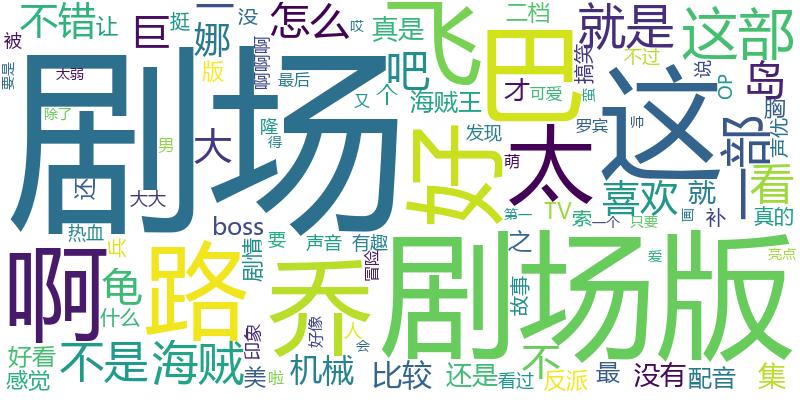 不错
让
巨
一
娜
怎么
挺
没
哎
真是
二档
就是
这部
要是
被
版
太弱
啊啊啊
最后
吧
个
又
海贼王
不过
搞笑
才
可爱
蛮
说
OP
岛
剧场
飞
巴
这
好
太
一部
除了
男
隆
得
大
发现
萌
罗宾
帅
声优
还
大大
喜欢
就
看
热血
boss
TV
索
第一
一个
只要
画
补
真的
兵
剧情
要
声音
有趣
之
爱
亮点
啊
路
乔
剧场版
龟
什么
冒险
故事
好看
感觉
不是
海贼
美
印象
啦
机械
好像
人
会
比较
还是
不
看过
反派
最
没有
配音
集